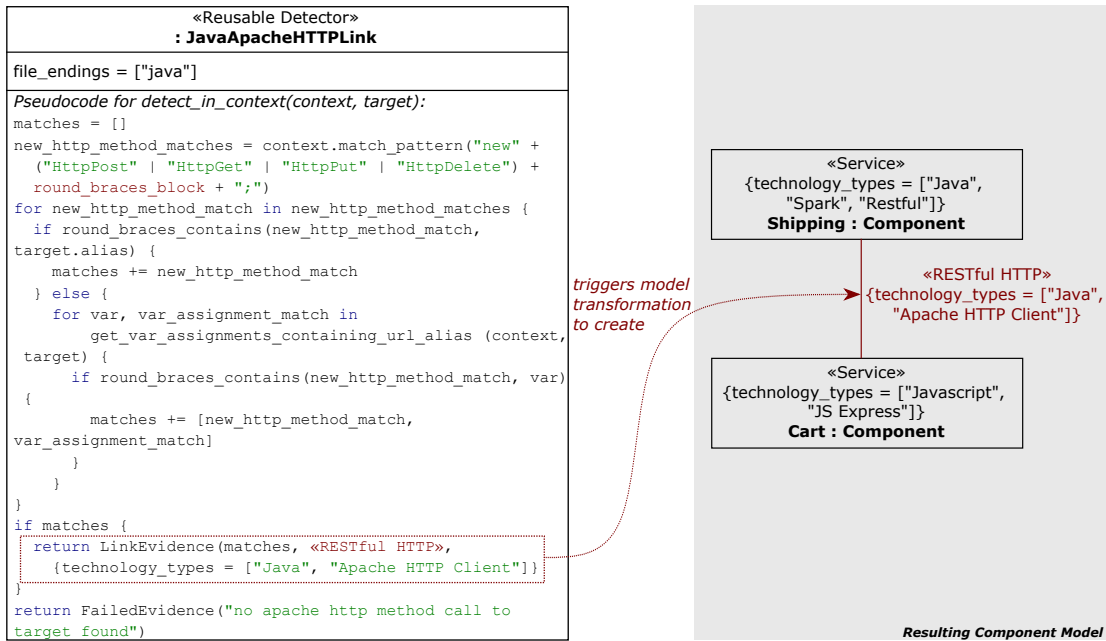 «Reusable Detector»
: JavaApacheHTTPLink
file_endings = ["java"]
Pseudocode for detect_in_context(context, target):
matches = []
new_http_method_matches = context.match_pattern("new" +
("HttpPost" | "HttpGet" | "HttpPut" | "HttpDelete") +
round_braces_block + ";")
for new_http_method_match in new_http_method_matches {
if round_braces_contains(new_http_method_match,
target.alias) {
matches += new_http_method_match
} else {
for var, var_assignment_match in
get_var_assignments_containing_url_alias (context,
target) {
if round_braces_contains(new_http_method_match, var)
{
matches += [new_http_method_match,
var_assignment_match]
}
}
}
if matches {
return LinkEvidence(matches, «RESTful HTTP»,
{technology_types = ["Java", "Apache HTTP Client"]}
}
return FailedEvidence("no apache http method call to
target found")
triggers model
transformation
to create
«Service»
{technology_types = ["Java",
"Spark", "Restful"]}
Shipping : Component
«RESTful HTTP»
{technology_types = ["Java",
"Apache HTTP Client"]}
«Service»
{technology_types = ["Javascript",
"JS Express"]}
Cart : Component
Resulting Component Model